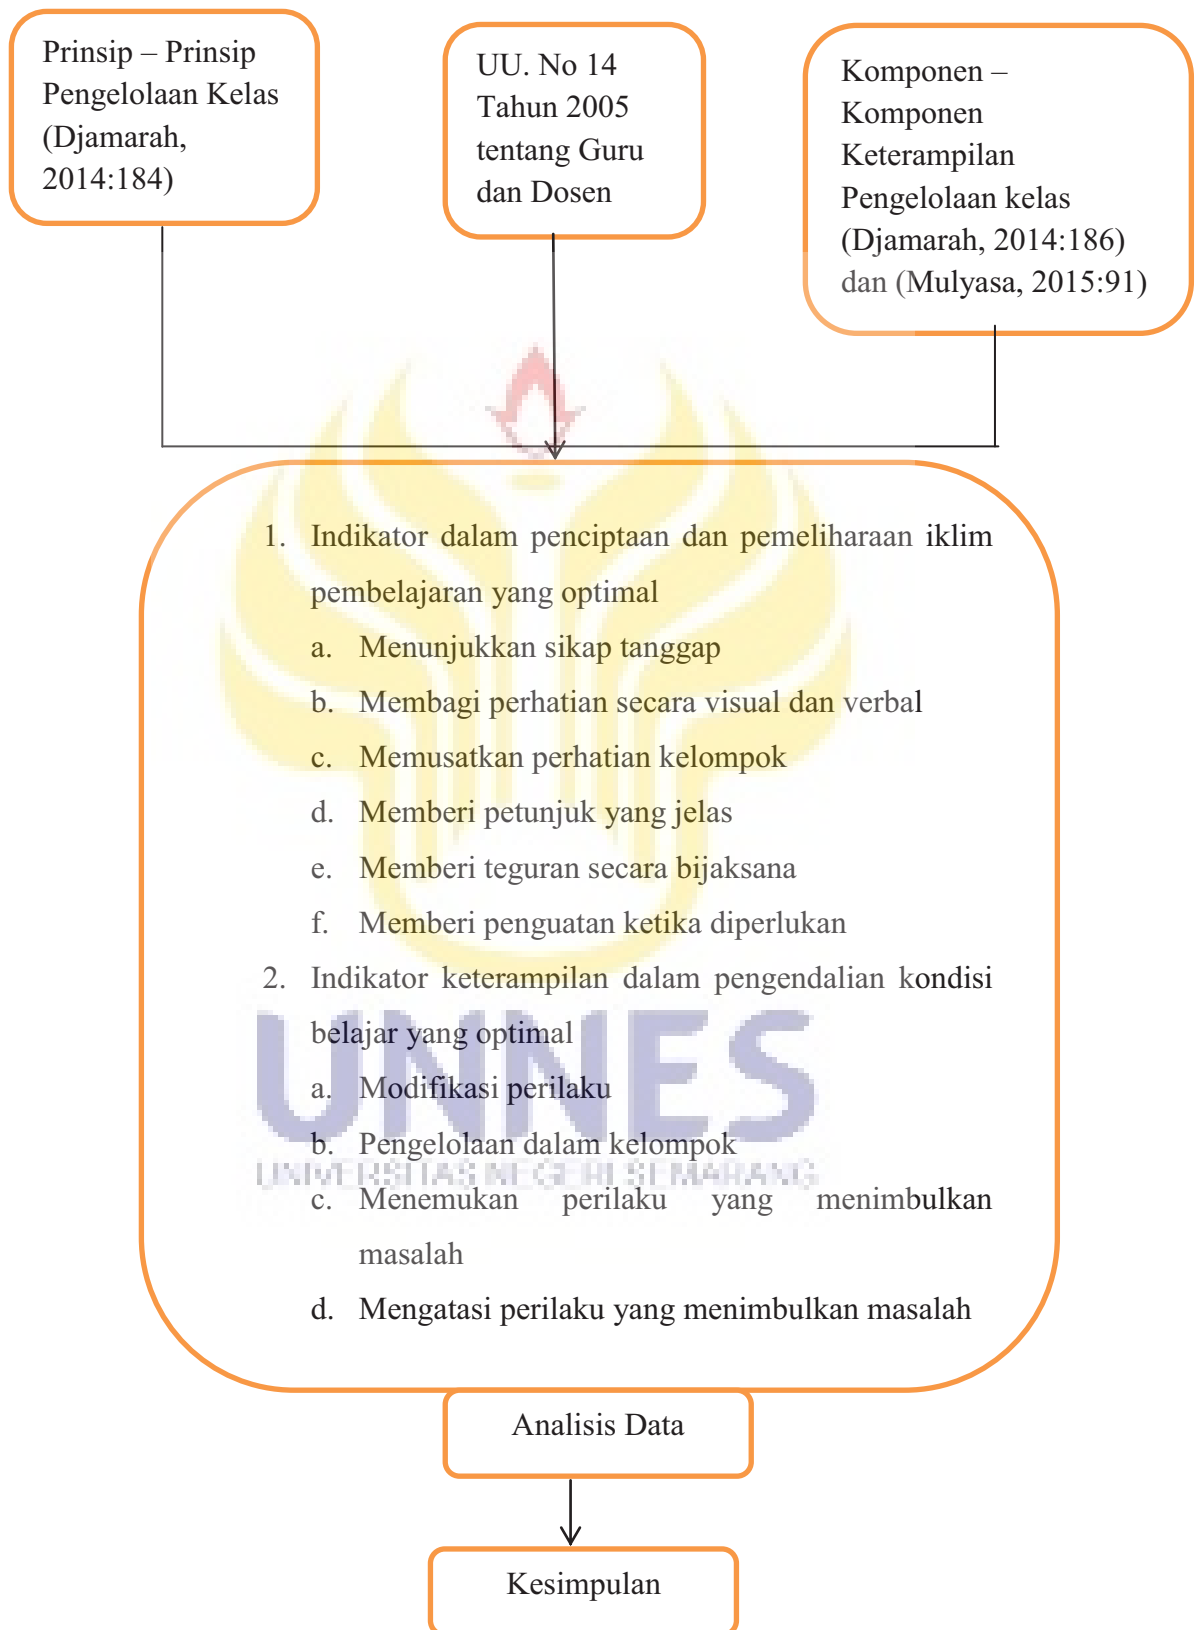 Prinsip – Prinsip
Pengelolaan Kelas
(Djamarah,
2014:184)
UU. No 14
Tahun 2005
tentang Guru
dan Dosen
Komponen –
Komponen
Keterampilan
Pengelolaan kelas
(Djamarah, 2014:186)
dan (Mulyasa, 2015:91)
1. Indikator dalam penciptaan dan pemeliharaan iklim
pembelajaran yang optimal
a. Menunjukkan sikap tanggap
b. Membagi perhatian secara visual dan verbal
c. Memusatkan perhatian kelompok
d. Memberi petunjuk yang jelas
e. Memberi teguran secara bijaksana
f. Memberi penguatan ketika diperlukan
2. Indikator keterampilan dalam pengendalian kondisi
belajar yang optimal
a. Modifikasi perilaku
b. Pengelolaan dalam kelompok
c. Menemukan perilaku yang menimbulkan
masalah
d. Mengatasi perilaku yang menimbulkan masalah
UNNES
UNIVERSITAS NEGERI SEMARANG
Analisis Data
Kesimpulan